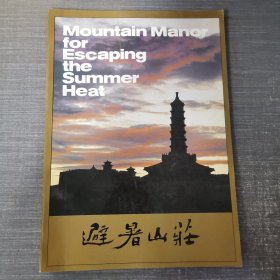 Mountain Manor
for
Escaping
the
Summer
Heat
避暑山莊